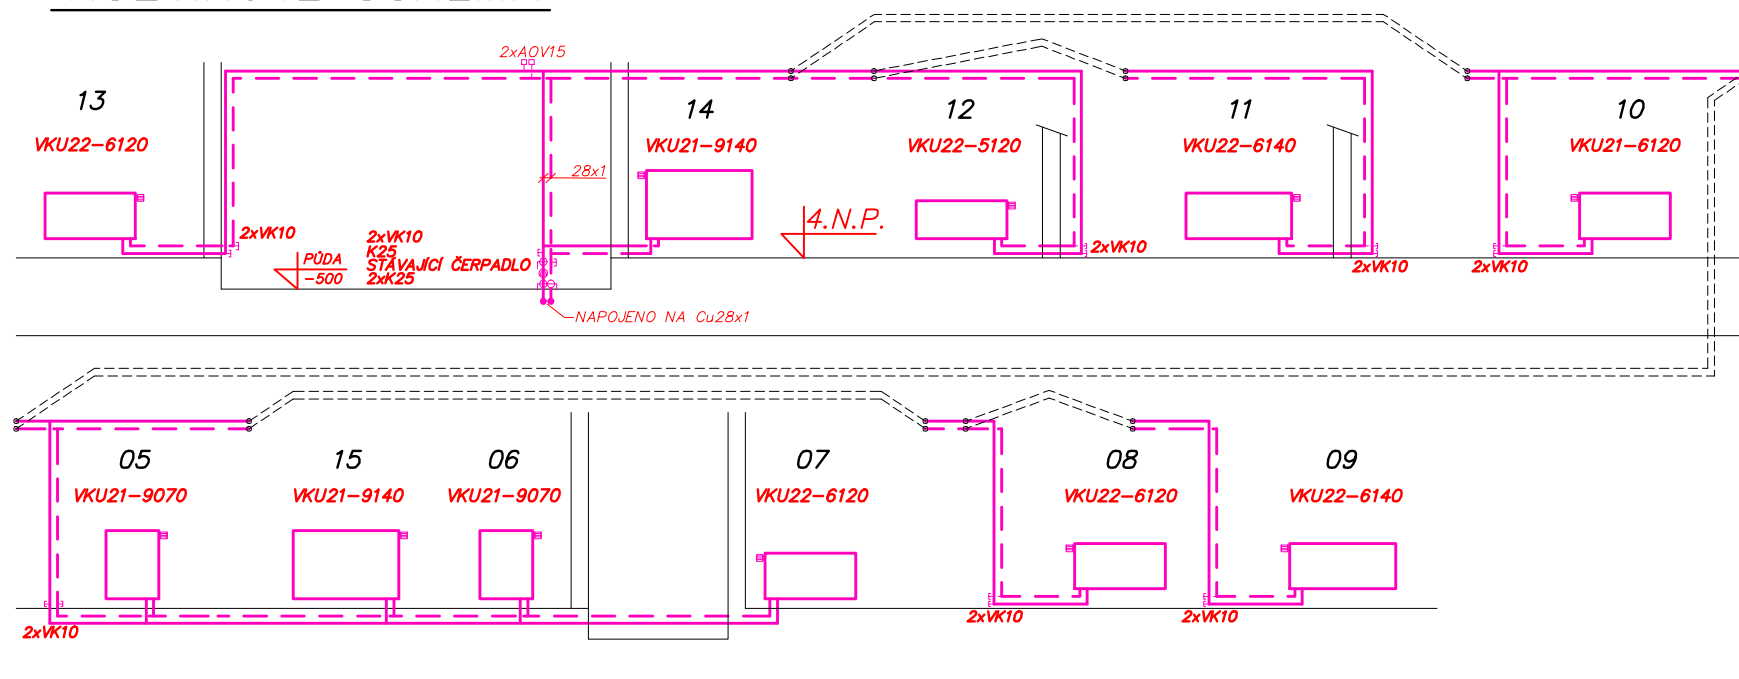 2xAOV15
13
14
12
11
10
VKU22-6120
VKU21-9140
VKU22-5120
VKU22-6140
VKU21-6120
28x1
4.N.P.
2xVK10
2xVK10
K25
STÁVAJÍCÍ ČERPADLO
2xK25
PŮDA
-500
2xVK10
2xVK10
2xVK10
NAPOJENO NA Cu28x1
05
15
06
07
08
09
VKU21-9070
VKU21-9140
VKU21-9070
VKU22-6120
VKU22-6120
VKU22-6140
2xVK10
2xVK10
2xVK10